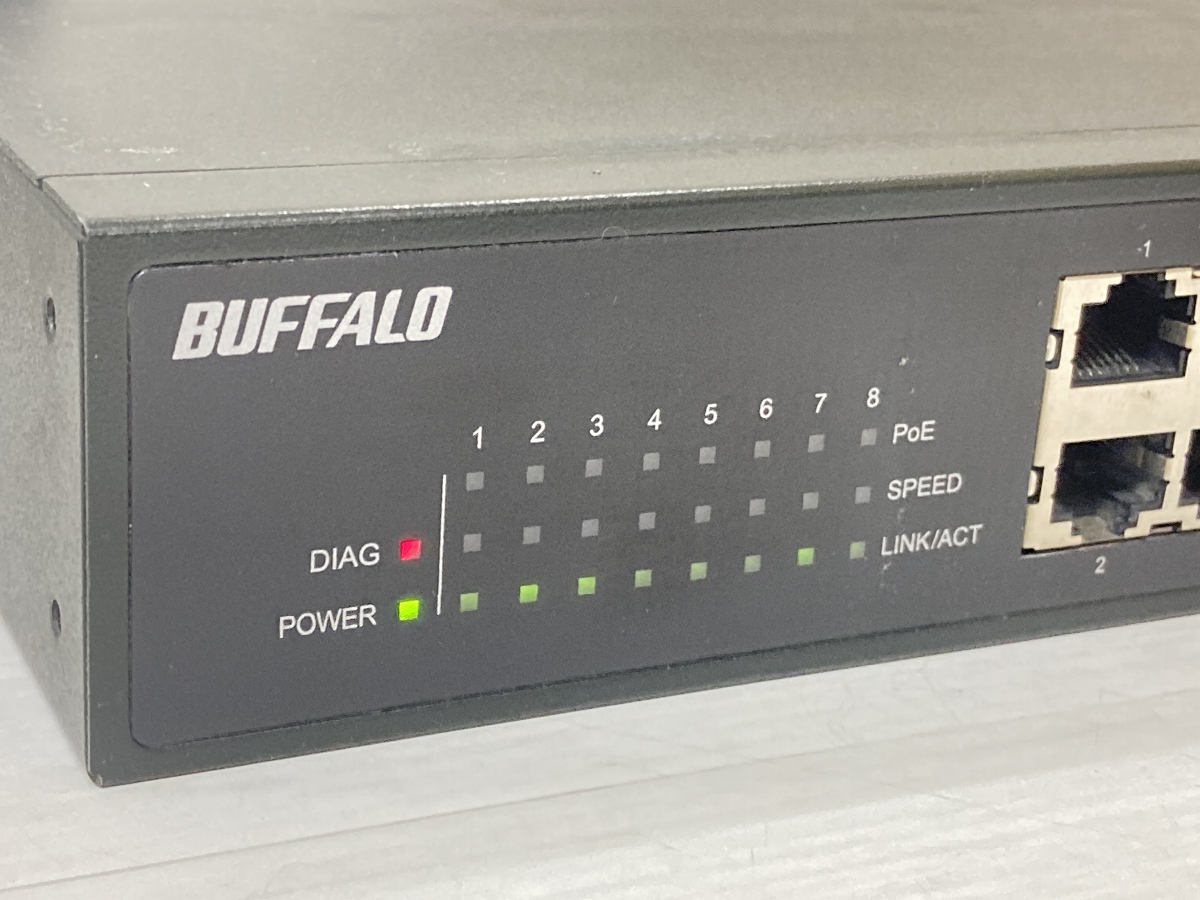 BUFFALO
1 2 3 4 5 6 7 8
PoE
SPEED
DIAG
LINK/ACT
POWER
1
2